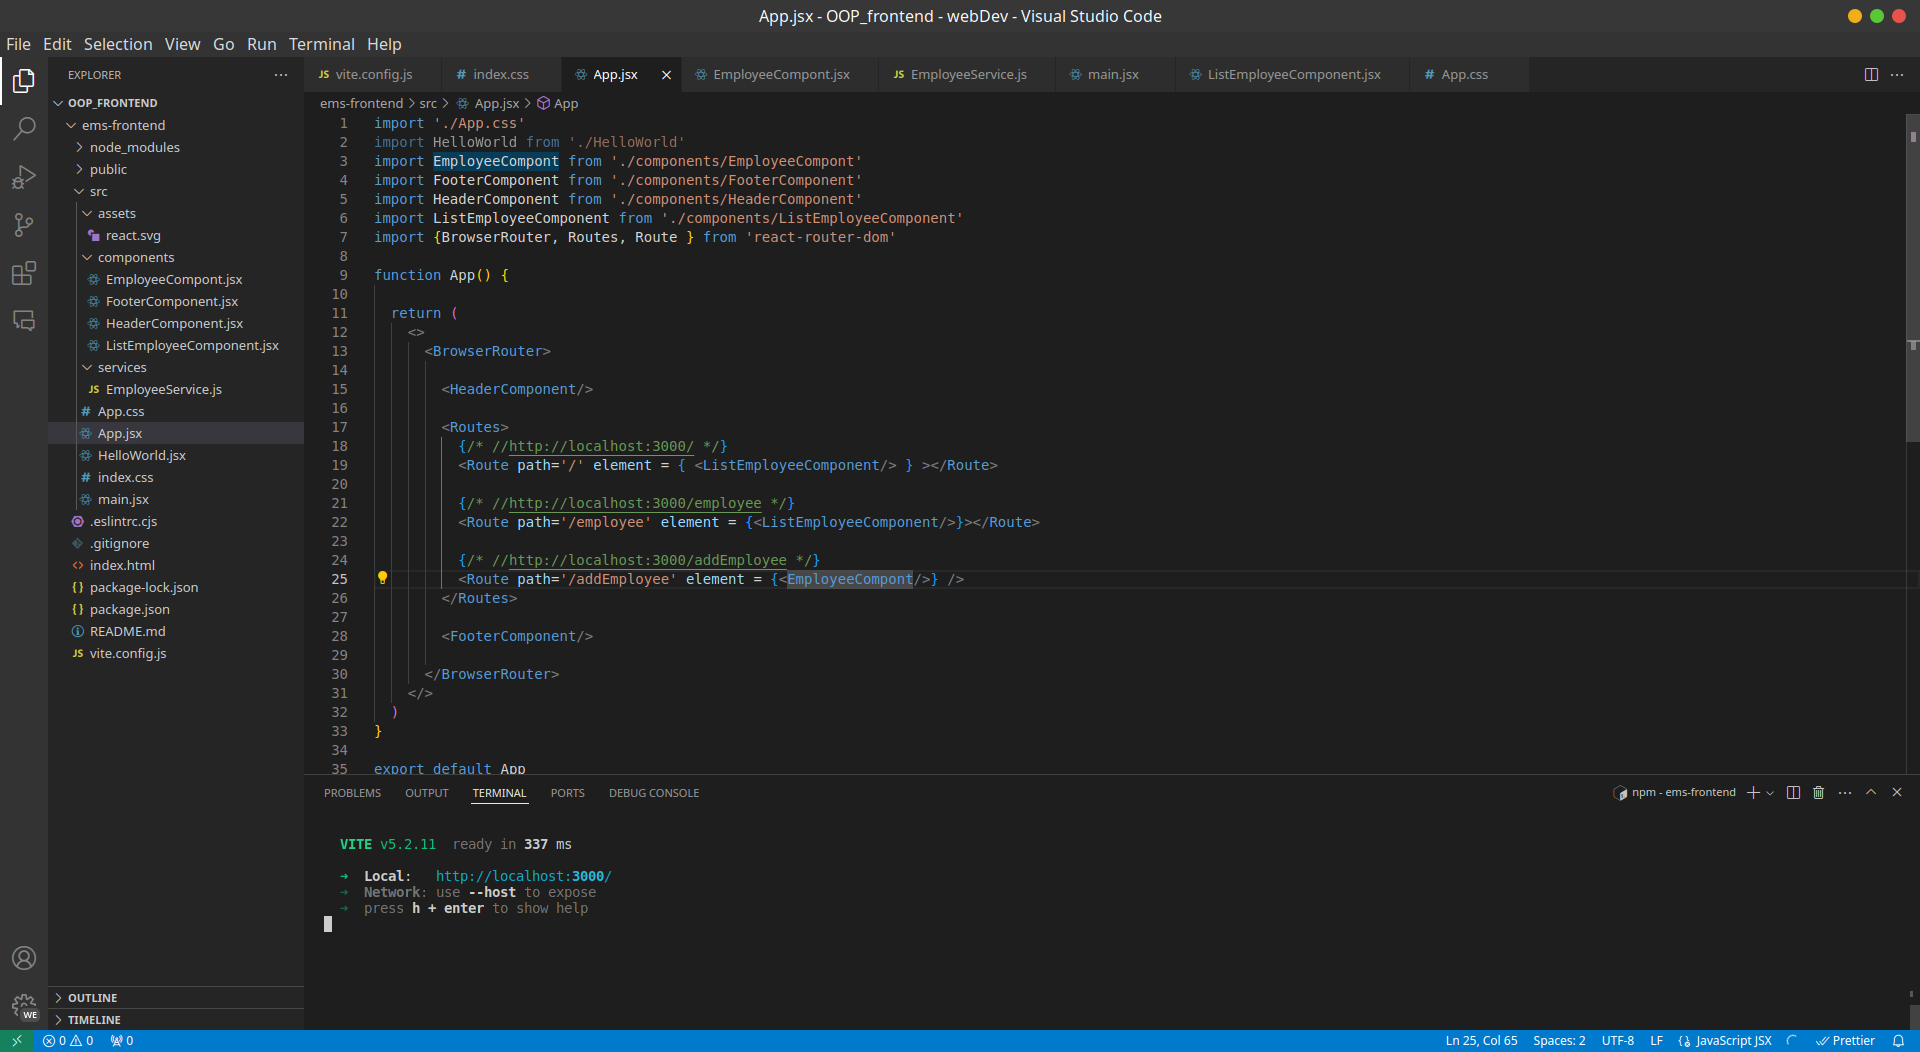 App.jsx - OOP_frontend - webDev - Visual Studio Code
File Edit Selection View Go Run Terminal Help
EXPLORER
OOP_FRONTEND
ems-frontend
node_modules
public
src
assets
react.svg
components
EmployeeCompont.jsx
FooterComponent.jsx
HeaderComponent.jsx
ListEmployeeComponent.jsx
services
JS EmployeeService.js
# App.css
App.jsx
HelloWorld.jsx
# index.css
main.jsx
.eslintrc.cjs
.gitignore
<> index.html
{} package-lock.json
{} package.json
README.md
JS vite.config.js
OUTLINE
TIMELINE
WE
JS vite.config.js # index.css App.jsx EmployeeCompont.jsx JS EmployeeService.js main.jsx ListEmployeeComponent.jsx # App.css
ems-frontend > src > App.jsx > App
1 import './App.css'
2 import HelloWorld from './HelloWorld'
3 import EmployeeCompont from './components/EmployeeCompont'
4 import FooterComponent from './components/FooterComponent'
5 import HeaderComponent from './components/HeaderComponent'
6 import ListEmployeeComponent from './components/ListEmployeeComponent'
7 import {BrowserRouter, Routes, Route } from 'react-router-dom'
8
9 function App() {
10
11 return (
12 <>
13 <BrowserRouter>
14
15 <HeaderComponent/>
16
17 <Routes>
18 {/* //http://localhost:3000/ */}
19 <Route path='/' element = { <ListEmployeeComponent/> } ></Route>
20
21 {/* //http://localhost:3000/employee */}
22 <Route path='/employee' element = {<ListEmployeeComponent/>}></Route>
23
24 {/* //http://localhost:3000/addEmployee */}
25 <Route path='/addEmployee' element = {<EmployeeCompont/>} />
26 </Routes>
27
28 <FooterComponent/>
29
30 </BrowserRouter>
31 </>
32 )
33 }
34
35 export default App
PROBLEMS OUTPUT TERMINAL PORTS DEBUG CONSOLE
npm - ems-frontend
VITE v5.2.11 ready in 337 ms
➜ Local: http://localhost:3000/
➜ Network: use --host to expose
➜ press h + enter to show help
0 0 0
Ln 25, Col 65 Spaces: 2 UTF-8 LF JavaScript JSX Prettier